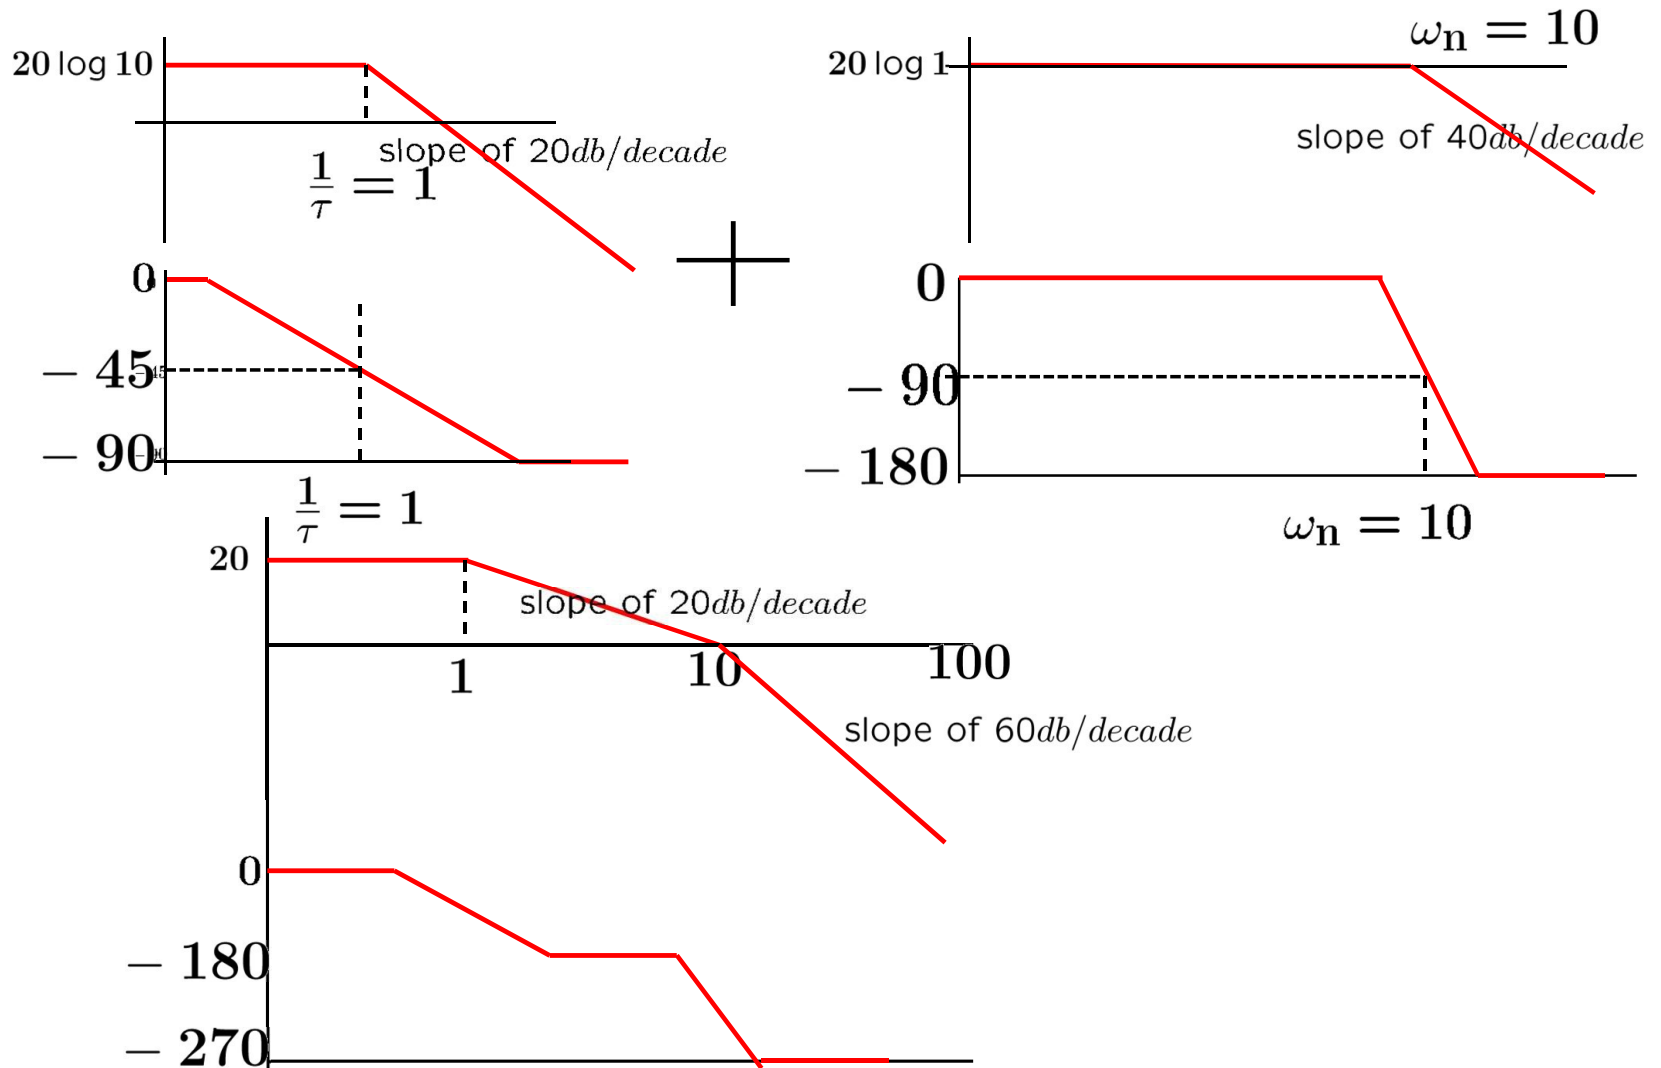 20 log 10
slope of 20db/decade
1/τ = 1
0
− 45
− 90
1/τ = 1
ωn = 10
20 log 1
slope of 40db/decade
0
− 90
− 180
ωn = 10
20
slope of 20db/decade
1
10
100
slope of 60db/decade
0
− 180
− 270